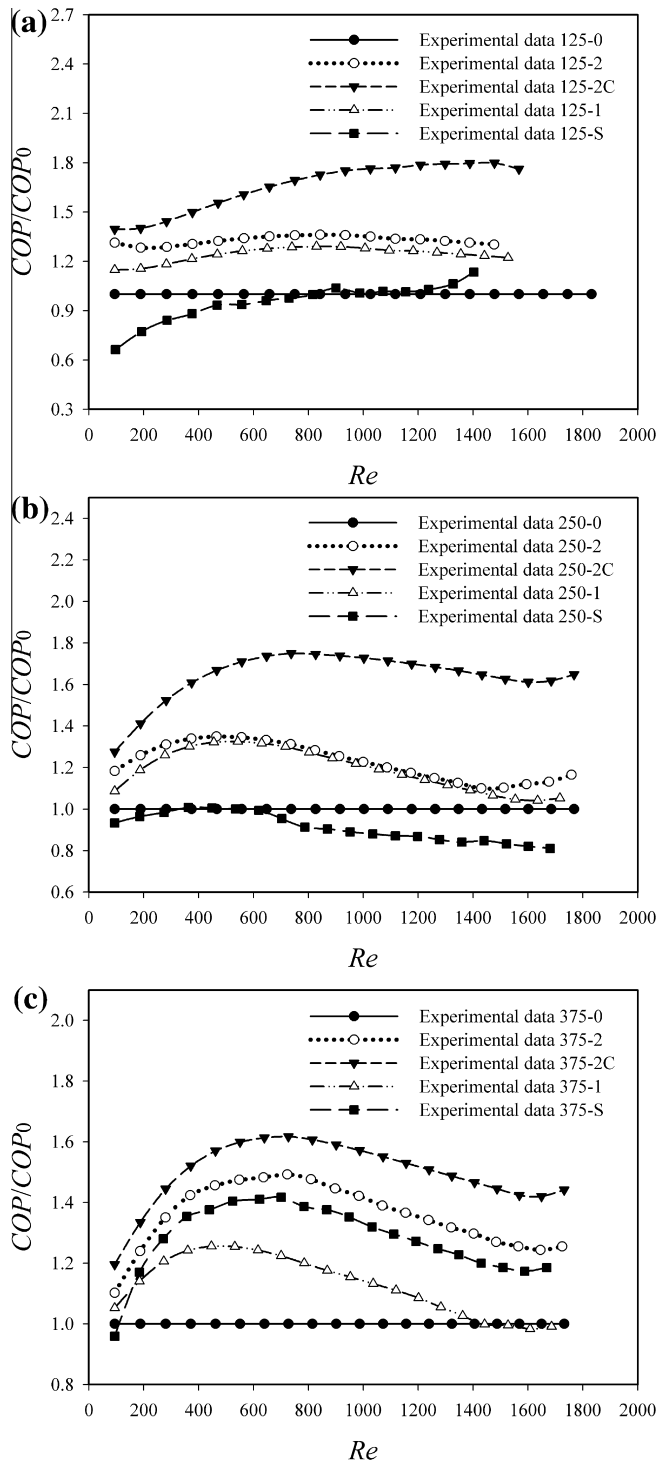 (a)
2.7
2.4
2.1
1.8
1.5
1.2
0.9
0.6
0.3
COP/COP0
Experimental data 125-0
Experimental data 125-2
Experimental data 125-2C
Experimental data 125-1
Experimental data 125-S
0 200 400 600 800 1000 1200 1400 1600 1800 2000
Re
(b)
2.4
2.2
2.0
1.8
1.6
1.4
1.2
1.0
0.8
0.6
COP/COP0
Experimental data 250-0
Experimental data 250-2
Experimental data 250-2C
Experimental data 250-1
Experimental data 250-S
0 200 400 600 800 1000 1200 1400 1600 1800 2000
Re
(c)
2.0
1.8
1.6
1.4
1.2
1.0
0.8
COP/COP0
Experimental data 375-0
Experimental data 375-2
Experimental data 375-2C
Experimental data 375-1
Experimental data 375-S
0 200 400 600 800 1000 1200 1400 1600 1800 2000
Re